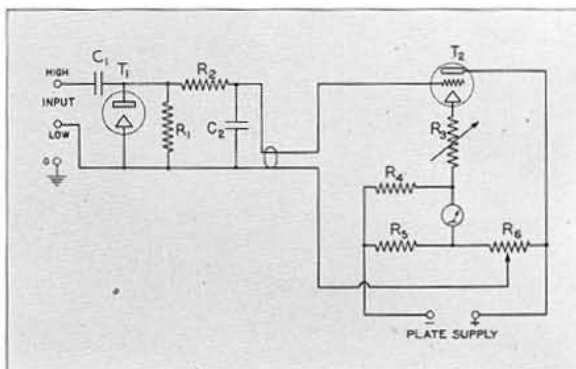 C1
T1
R2
T2
HIGH
INPUT
LOW
R1
C2
R3
G
R4
R5
R6
- +
PLATE SUPPLY